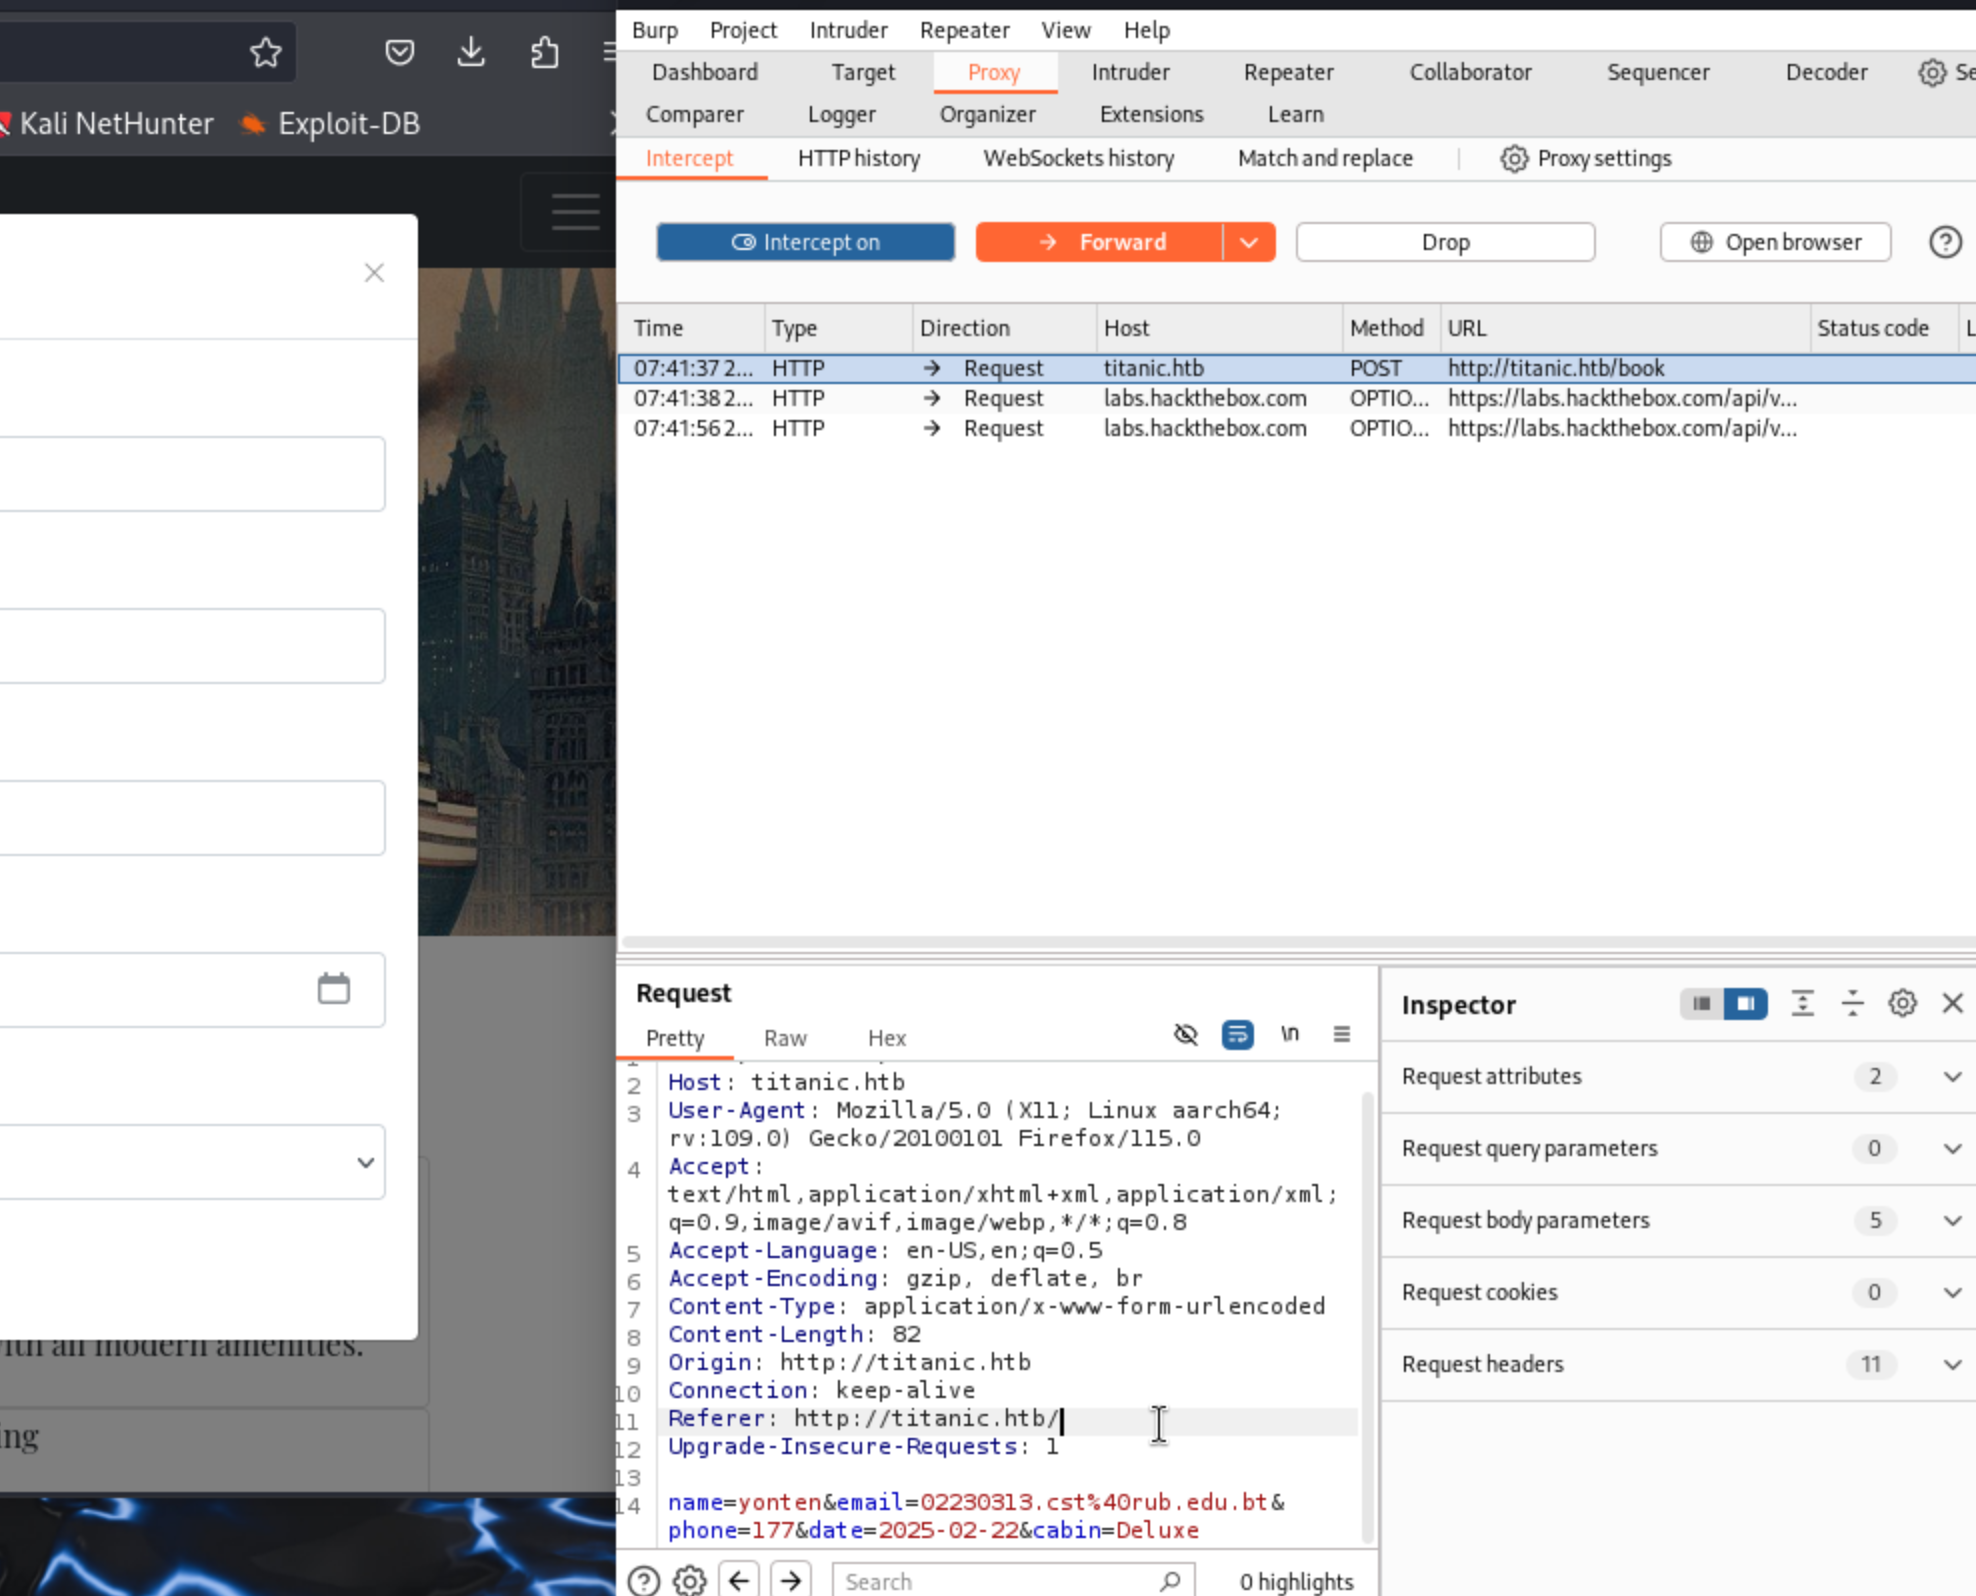 Kali NetHunter
Exploit-DB
with all modern amenities.
ing
Burp Project Intruder Repeater View Help
Dashboard Target Proxy Intruder Repeater Collaborator Sequencer Decoder Se
Comparer Logger Organizer Extensions Learn
Intercept HTTP history WebSockets history Match and replace Proxy settings
Intercept on Forward Drop Open browser
Time Type Direction Host Method URL Status code L
07:41:37 2... HTTP → Request titanic.htb POST http://titanic.htb/book
07:41:38 2... HTTP → Request labs.hackthebox.com OPTIO... https://labs.hackthebox.com/api/v...
07:41:56 2... HTTP → Request labs.hackthebox.com OPTIO... https://labs.hackthebox.com/api/v...
Request
Pretty Raw Hex \n
2 Host: titanic.htb
3 User-Agent: Mozilla/5.0 (X11; Linux aarch64;
rv:109.0) Gecko/20100101 Firefox/115.0
4 Accept:
text/html,application/xhtml+xml,application/xml;
q=0.9,image/avif,image/webp,*/*;q=0.8
5 Accept-Language: en-US,en;q=0.5
6 Accept-Encoding: gzip, deflate, br
7 Content-Type: application/x-www-form-urlencoded
8 Content-Length: 82
9 Origin: http://titanic.htb
10 Connection: keep-alive
11 Referer: http://titanic.htb/
12 Upgrade-Insecure-Requests: 1
13
14 name=yonten&email=02230313.cst%40rub.edu.bt&
phone=177&date=2025-02-22&cabin=Deluxe
Search 0 highlights
Inspector
Request attributes 2
Request query parameters 0
Request body parameters 5
Request cookies 0
Request headers 11